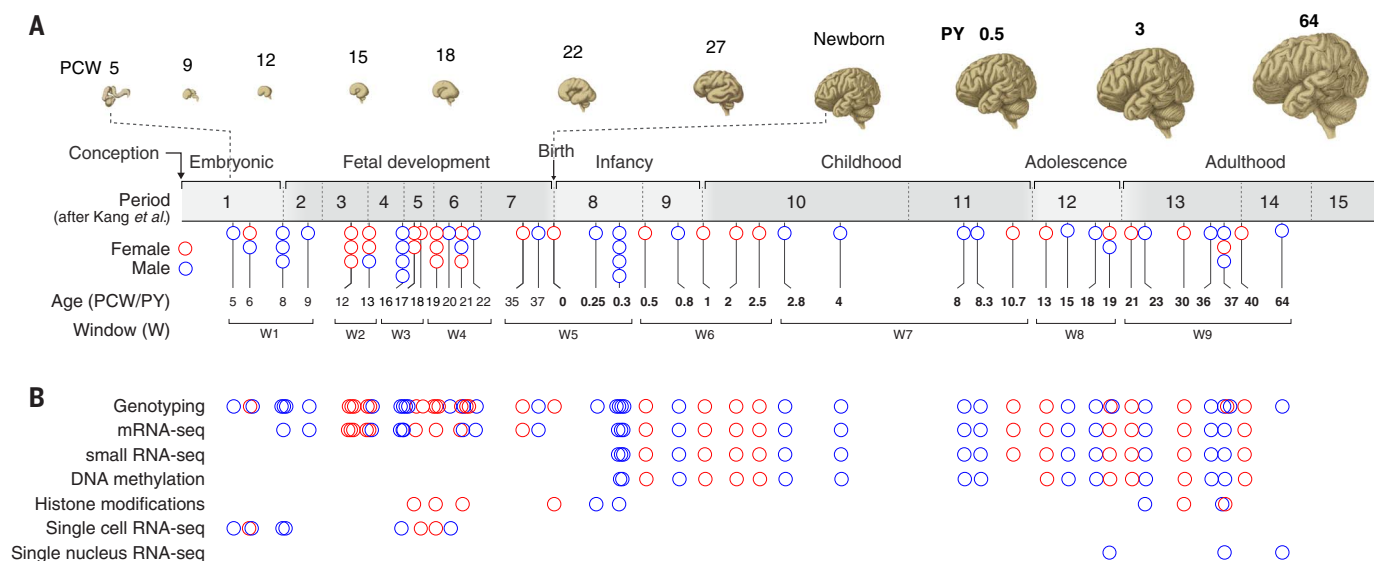 A
PCW 5 9 12 15 18 22 27 Newborn PY 0.5 3 64
Conception Embryonic Fetal development Birth Infancy Childhood Adolescence Adulthood
Period 1 2 3 4 5 6 7 8 9 10 11 12 13 14 15
(after Kang et al.)
Female
Male
Age (PCW/PY) 5 6 8 9 12 13 16 17 18 19 20 21 22 35 37 0 0.25 0.3 0.5 0.8 1 2 2.5 2.8 4 8 8.3 10.7 13 15 18 19 21 23 30 36 37 40 64
Window (W) W1 W2 W3 W4 W5 W6 W7 W8 W9
B
Genotyping
mRNA-seq
small RNA-seq
DNA methylation
Histone modifications
Single cell RNA-seq
Single nucleus RNA-seq